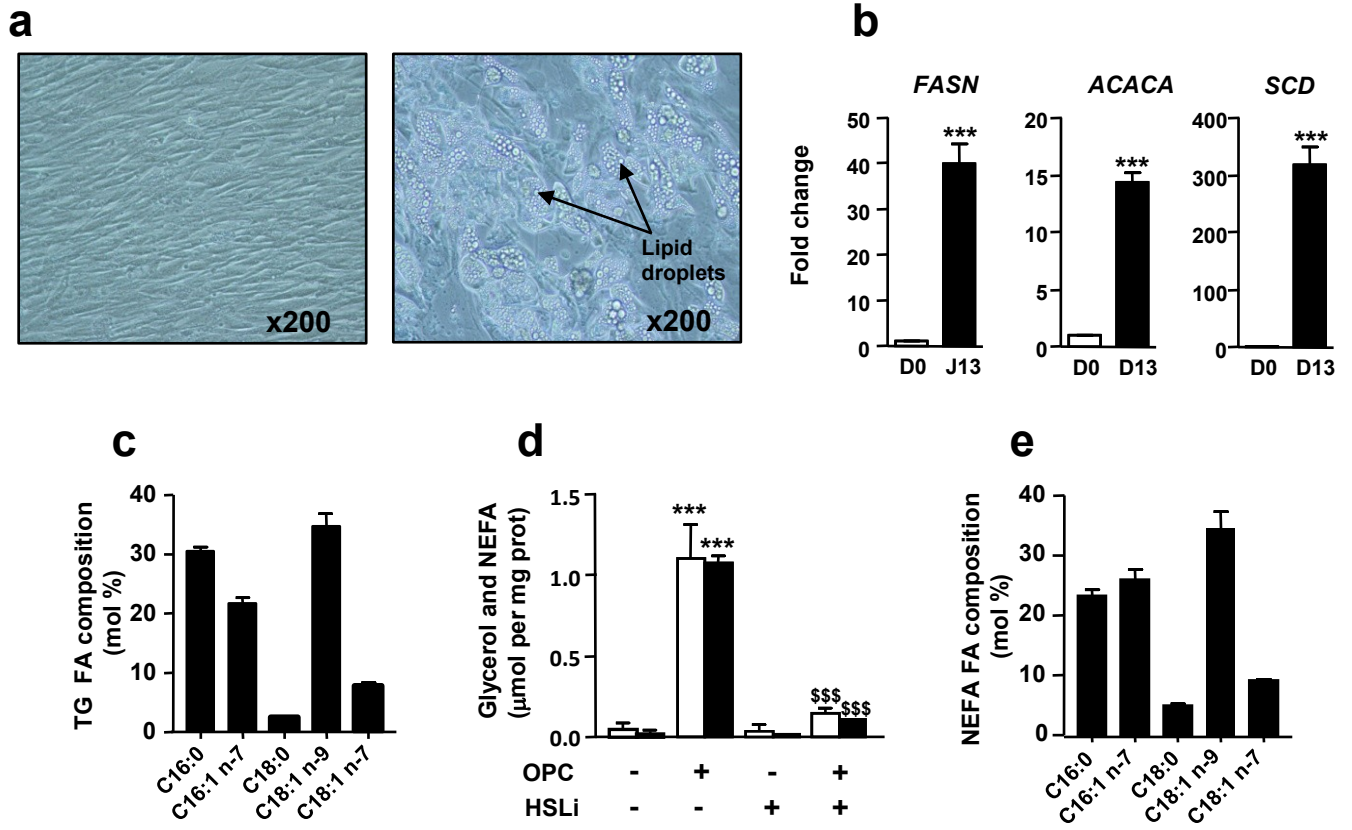 a
x200
Lipid
droplets
x200
b
FASN
ACACA
SCD
Fold change
50
40
30
20
10
0
***
D0 J13
20
15
10
5
0
***
D0 D13
400
300
200
100
0
***
D0 D13
c
TG FA composition
(mol %)
40
30
20
10
0
C16:0
C16:1 n-7
C18:0
C18:1 n-9
C18:1 n-7
d
Glycerol and NEFA
(μmol per mg prot)
1.5
1.0
0.5
0.0
***
***
$$$
$$$
OPC - + - +
HSLi - - + +
e
NEFA FA composition
(mol %)
40
30
20
10
0
C16:0
C16:1 n-7
C18:0
C18:1 n-9
C18:1 n-7